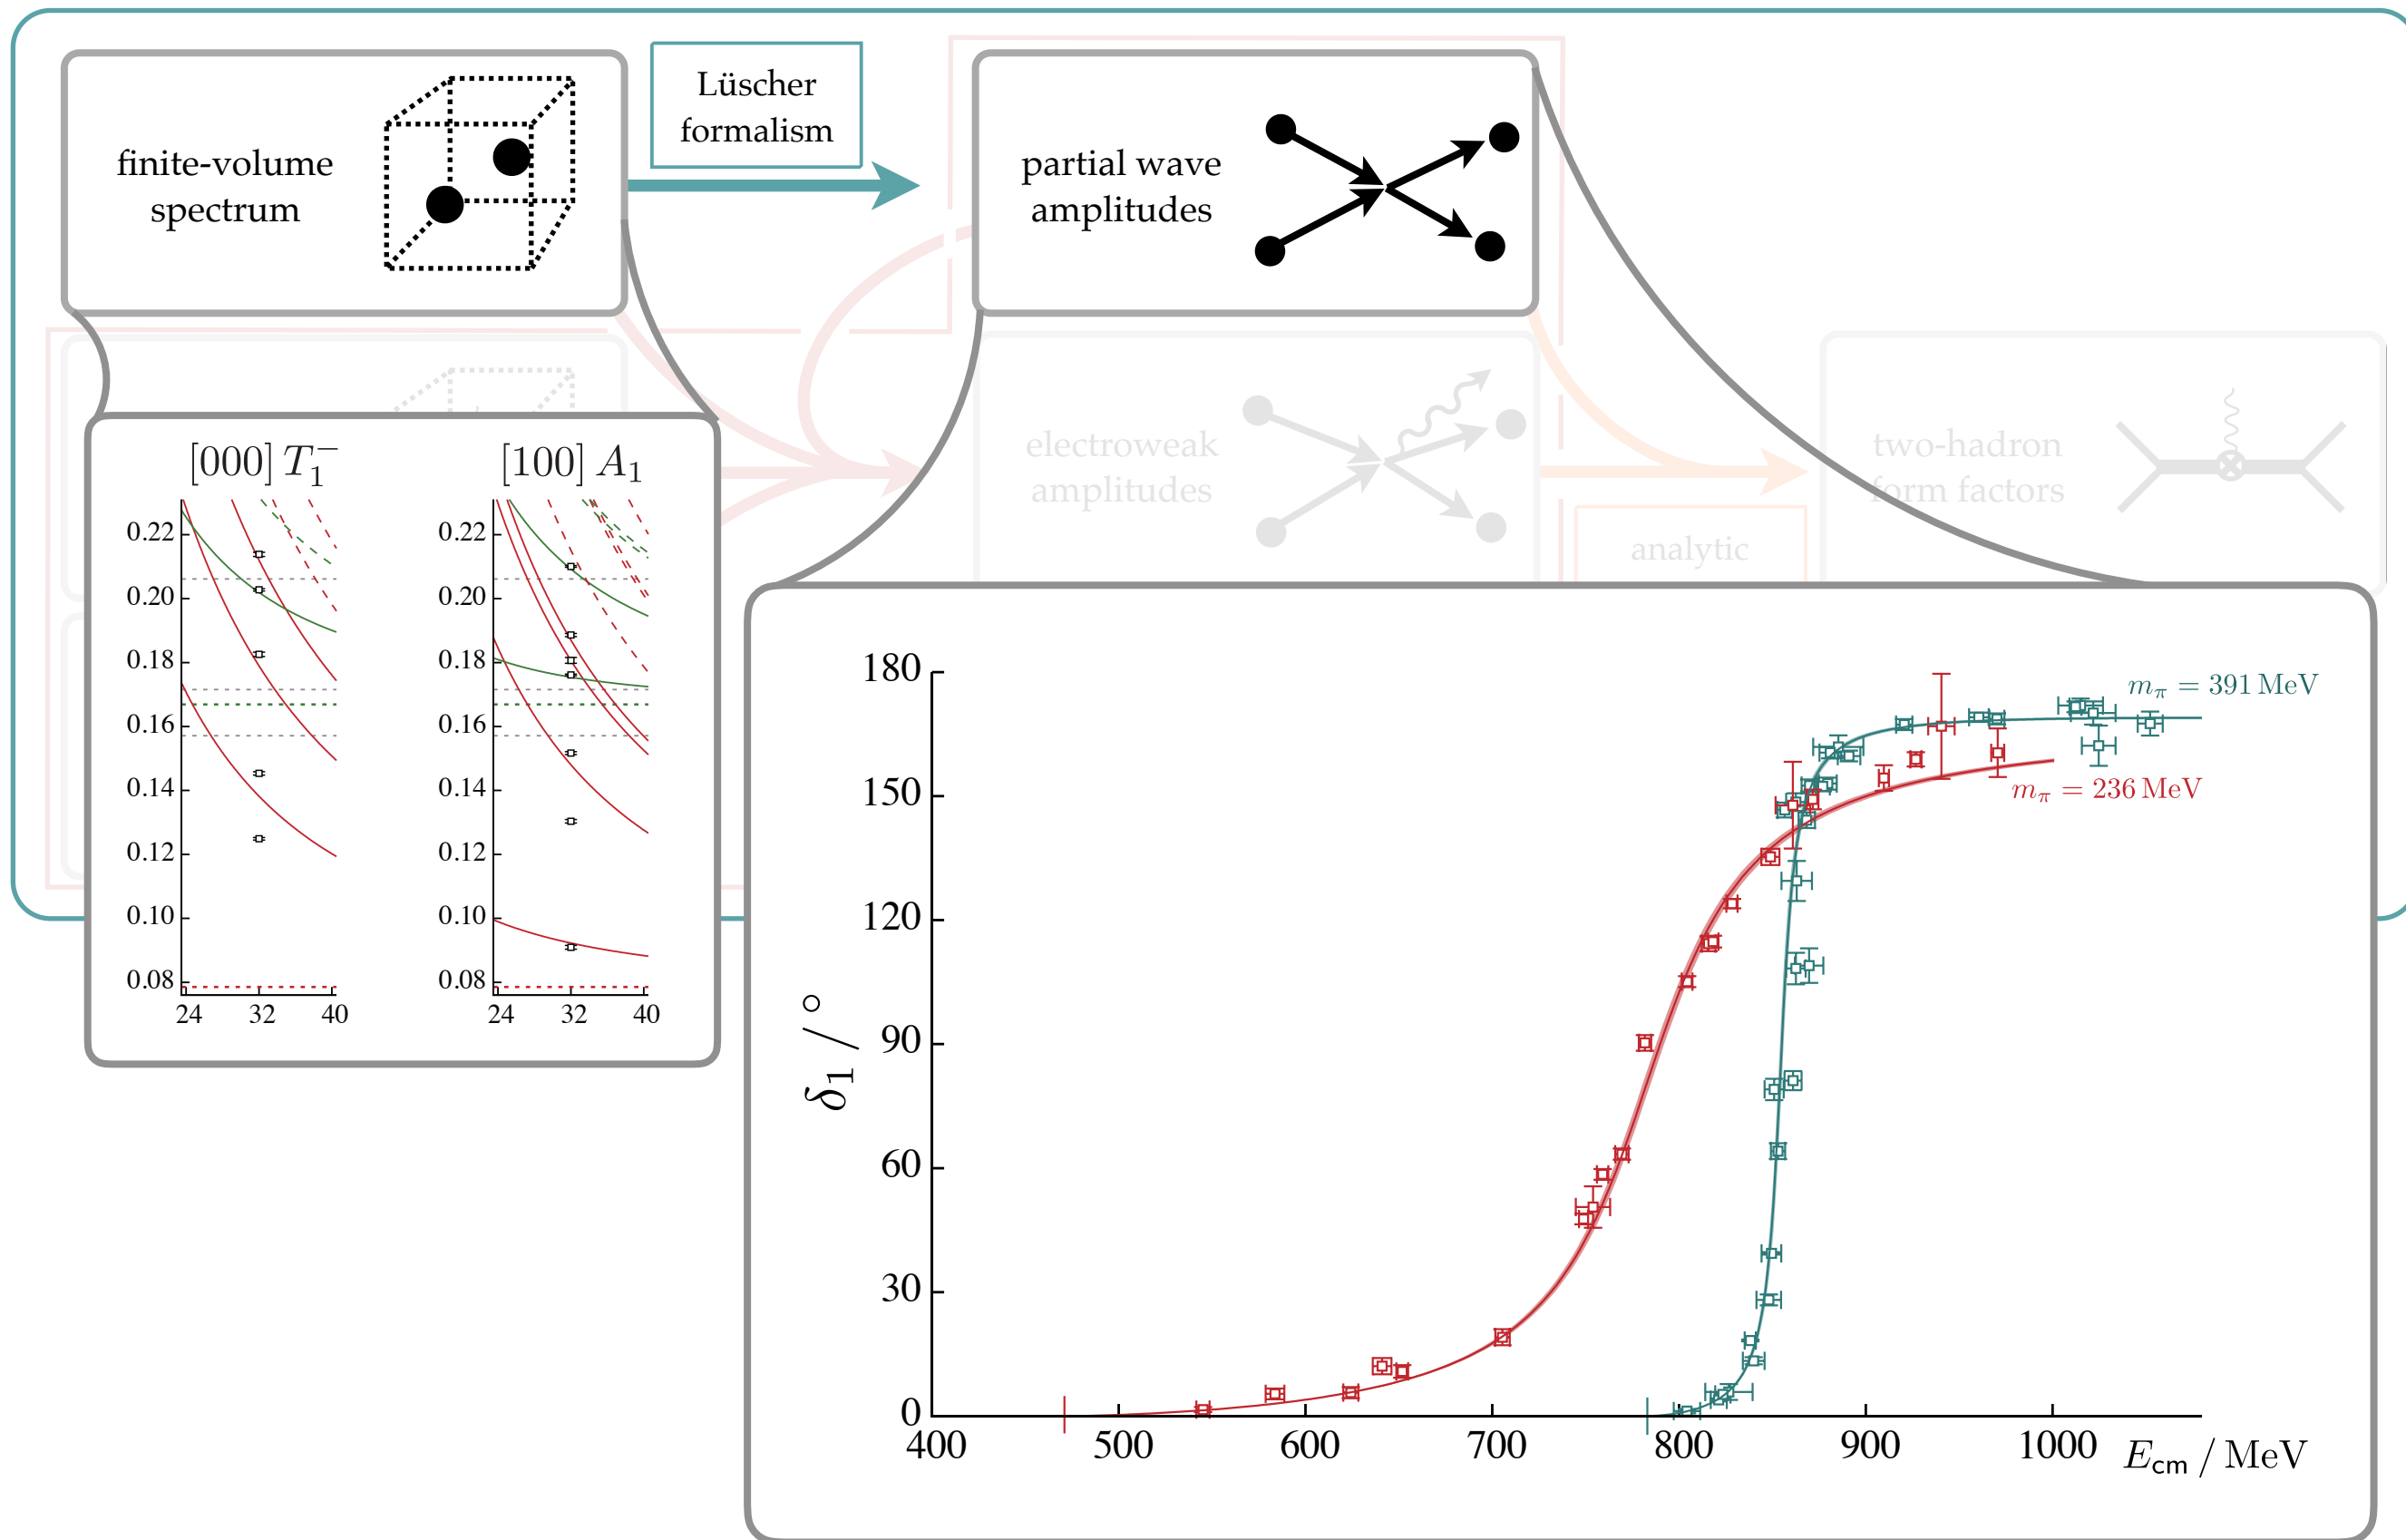 Lüscher
formalism
finite-volume
spectrum
partial wave
amplitudes
electroweak
amplitudes
two-hadron
form factors
analytic
[000] T₁⁻
0.22
0.20
0.18
0.16
0.14
0.12
0.10
0.08
24 32 40
[100] A₁
0.22
0.20
0.18
0.16
0.14
0.12
0.10
0.08
24 32 40
δ₁ / °
180
150
120
90
60
30
0
400 500 600 700 800 900 1000
E_cm / MeV
m_π = 391 MeV
m_π = 236 MeV